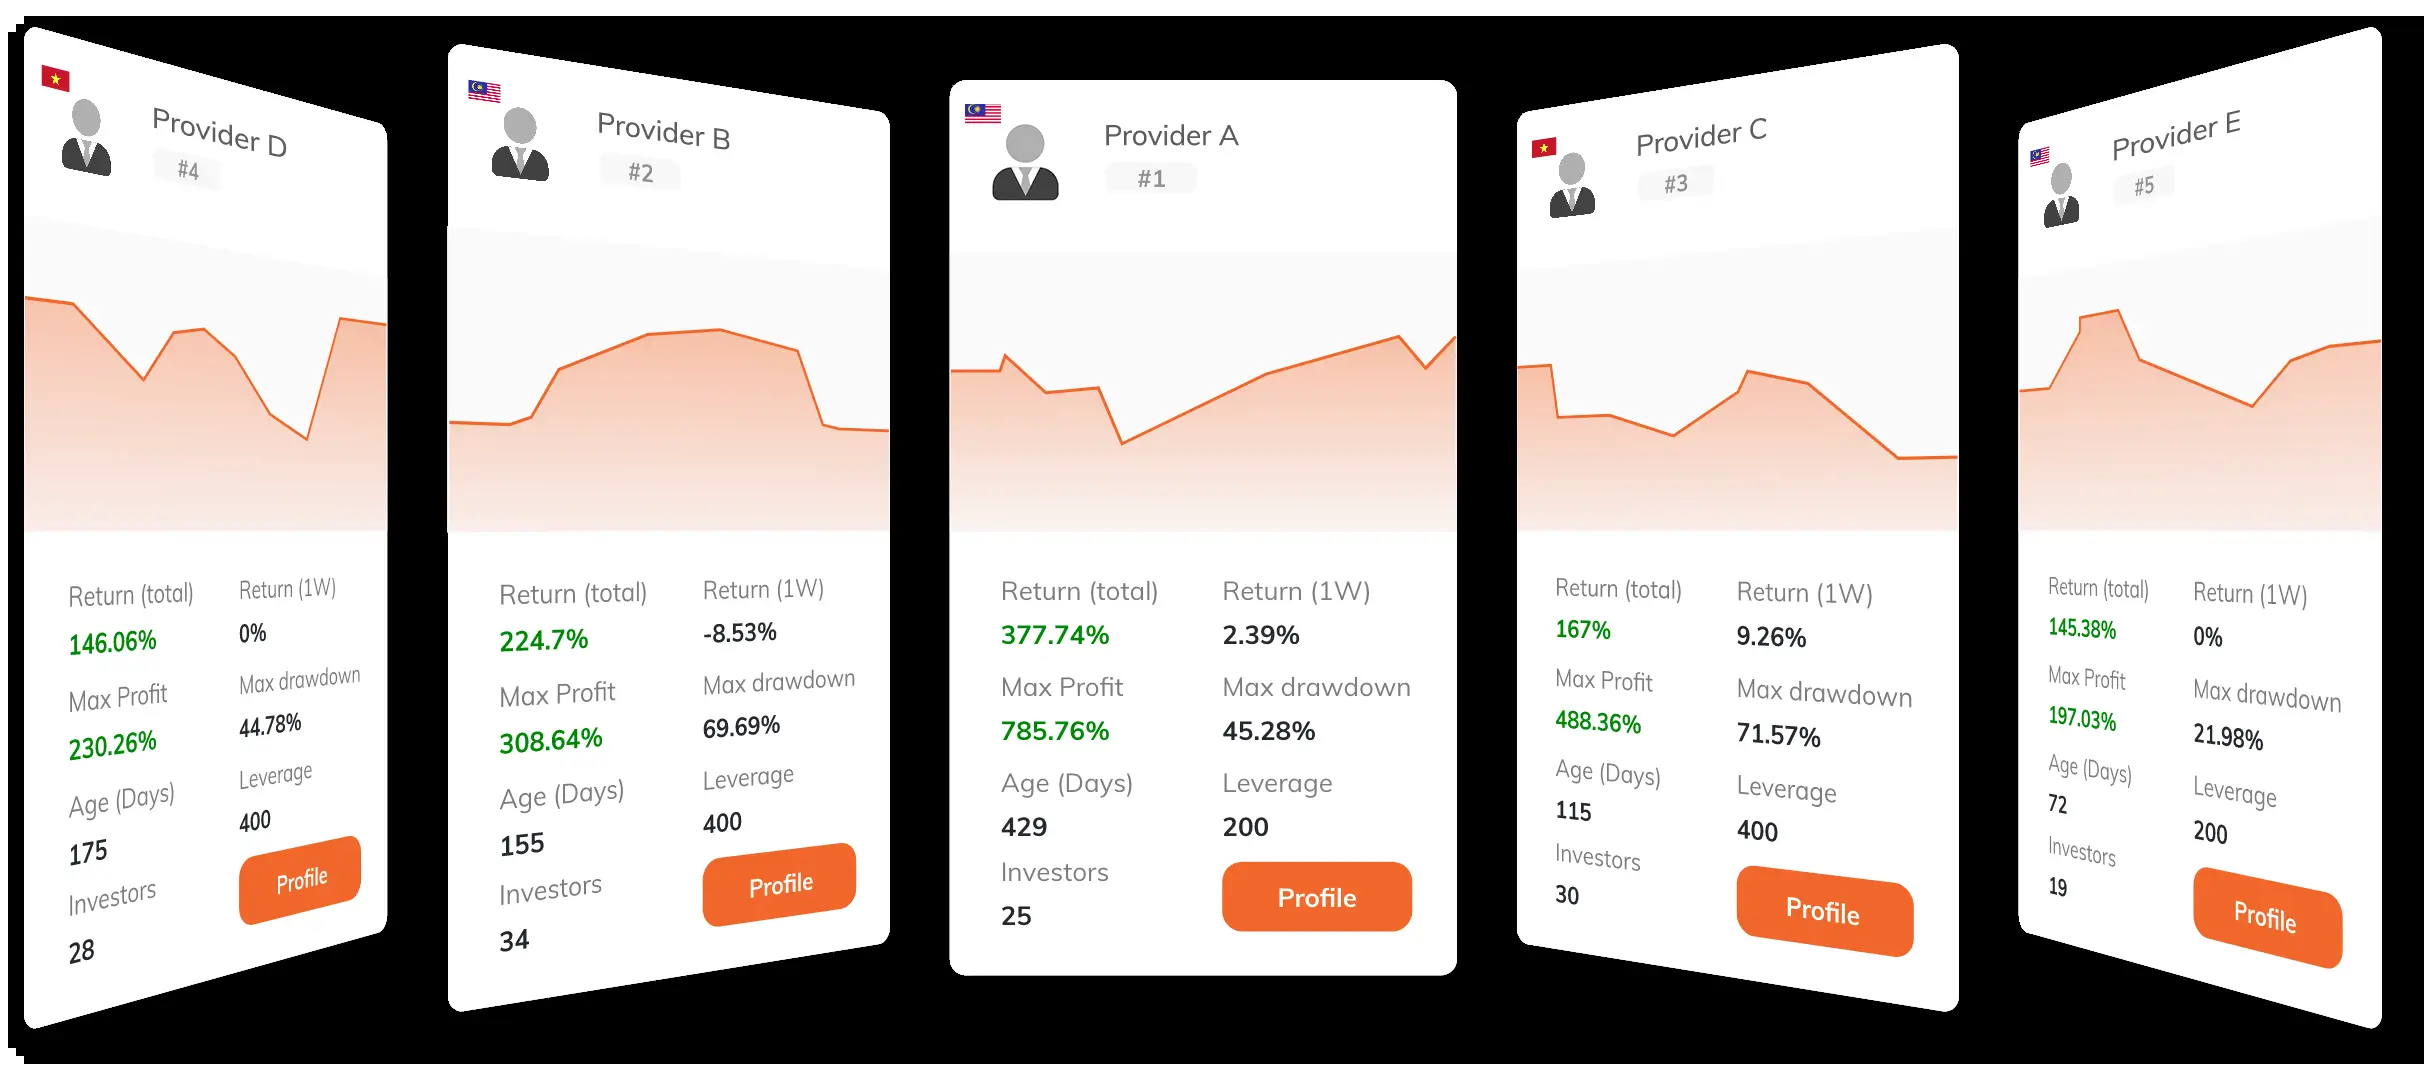 Provider D
#4
Return (total) Return (1W)
146.06% 0%
Max Profit Max drawdown
230.26% 44.78%
Age (Days) Leverage
175 400
Investors Profile
28
Provider B
#2
Return (total) Return (1W)
224.7% -8.53%
Max Profit Max drawdown
308.64% 69.69%
Age (Days) Leverage
155 400
Investors Profile
34
Provider A
#1
Return (total) Return (1W)
377.74% 2.39%
Max Profit Max drawdown
785.76% 45.28%
Age (Days) Leverage
429 200
Investors Profile
25
Provider C
#3
Return (total) Return (1W)
167% 9.26%
Max Profit Max drawdown
488.36% 71.57%
Age (Days) Leverage
115 400
Investors Profile
30
Provider E
#5
Return (total) Return (1W)
145.38% 0%
Max Profit Max drawdown
197.03% 21.98%
Age (Days) Leverage
72 200
Investors Profile
19